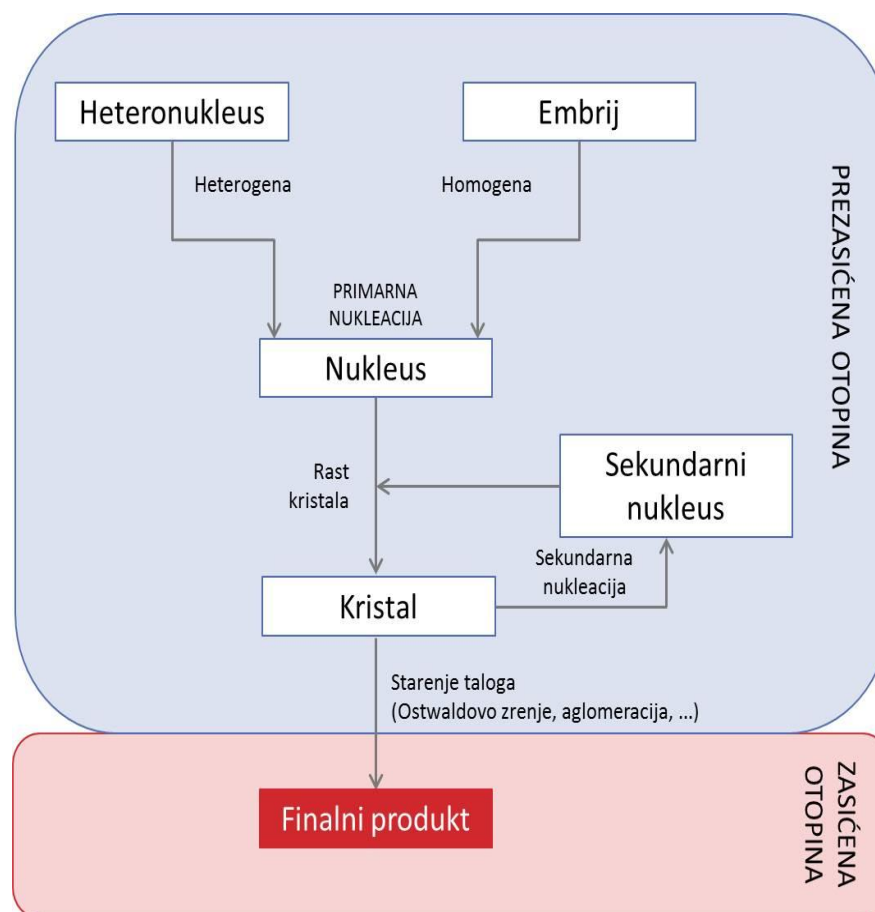 Heteronukleus
Embrij
Heterogena
Homogena
PRIMARNA
NUKLEACIJA
Nukleus
PREZASIĆENA OTOPINA
Rast
kristala
Sekundarni
nukleus
Sekundarna
nukleacija
Kristal
Starenje taloga
(Ostwaldovo zrenje, aglomeracija, ...)
Finalni produkt
ZASIĆENA
OTOPINA